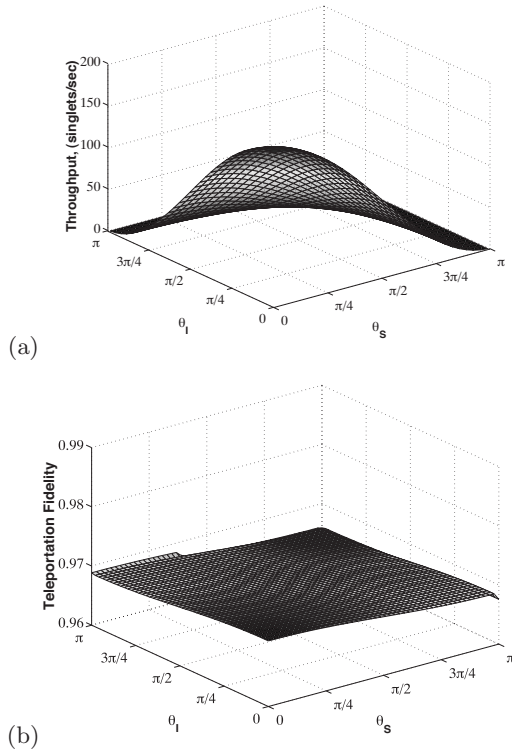 200
150
100
50
0
Throughput, (singlets/sec)
π
3π/4
π/2
π/4
0
θI
0
π/4
π/2
3π/4
π
θS
(a)
0.99
0.98
0.97
0.96
Teleportation Fidelity
π
3π/4
π/2
π/4
0
θI
0
π/4
π/2
3π/4
π
θS
(b)